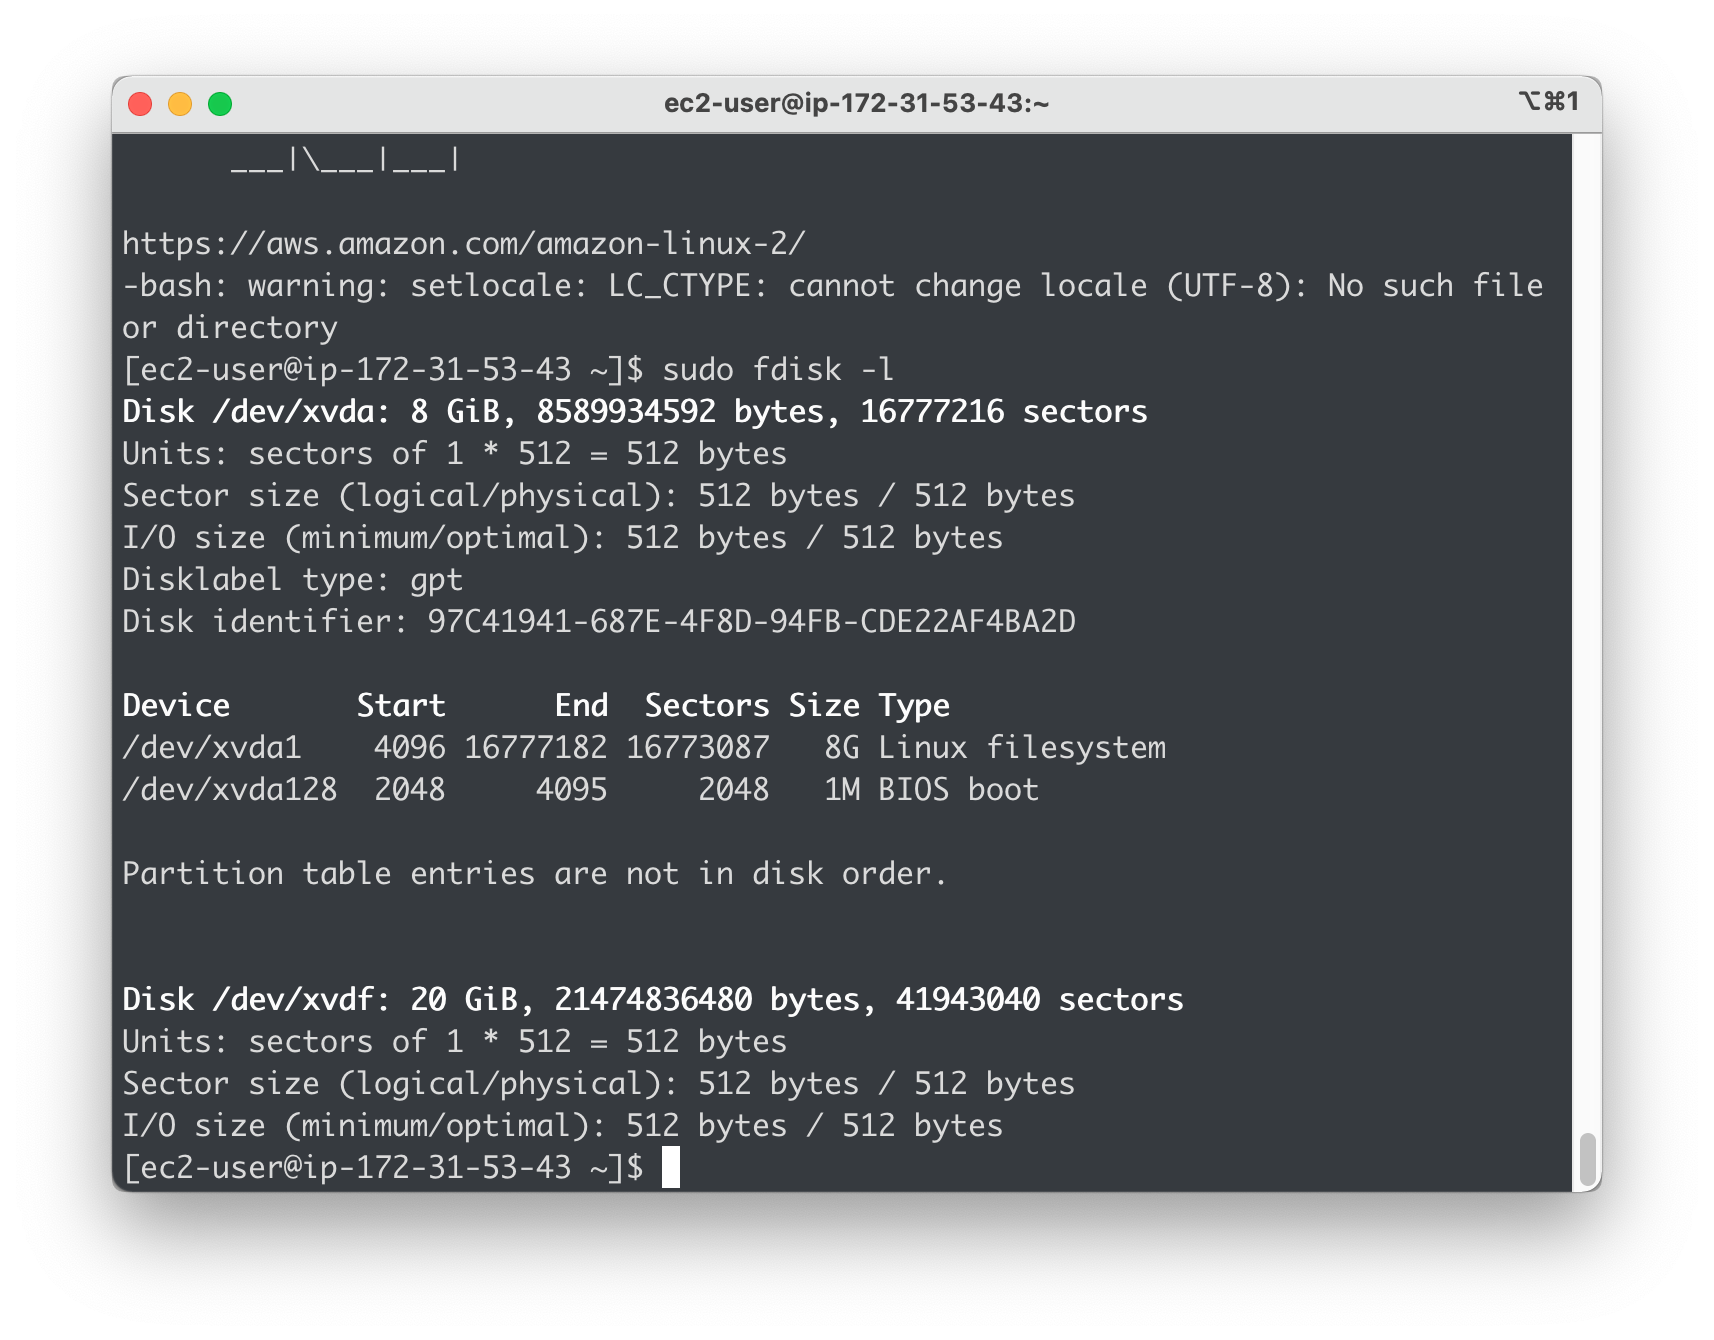 ec2-user@ip-172-31-53-43:~ ⌥⌘1
___|\___|___|
https://aws.amazon.com/amazon-linux-2/
-bash: warning: setlocale: LC_CTYPE: cannot change locale (UTF-8): No such file
or directory
[ec2-user@ip-172-31-53-43 ~]$ sudo fdisk -l
Disk /dev/xvda: 8 GiB, 8589934592 bytes, 16777216 sectors
Units: sectors of 1 * 512 = 512 bytes
Sector size (logical/physical): 512 bytes / 512 bytes
I/O size (minimum/optimal): 512 bytes / 512 bytes
Disklabel type: gpt
Disk identifier: 97C41941-687E-4F8D-94FB-CDE22AF4BA2D
Device       Start      End  Sectors Size Type
/dev/xvda1    4096 16777182 16773087   8G Linux filesystem
/dev/xvda128  2048     4095     2048   1M BIOS boot
Partition table entries are not in disk order.
Disk /dev/xvdf: 20 GiB, 21474836480 bytes, 41943040 sectors
Units: sectors of 1 * 512 = 512 bytes
Sector size (logical/physical): 512 bytes / 512 bytes
I/O size (minimum/optimal): 512 bytes / 512 bytes
[ec2-user@ip-172-31-53-43 ~]$